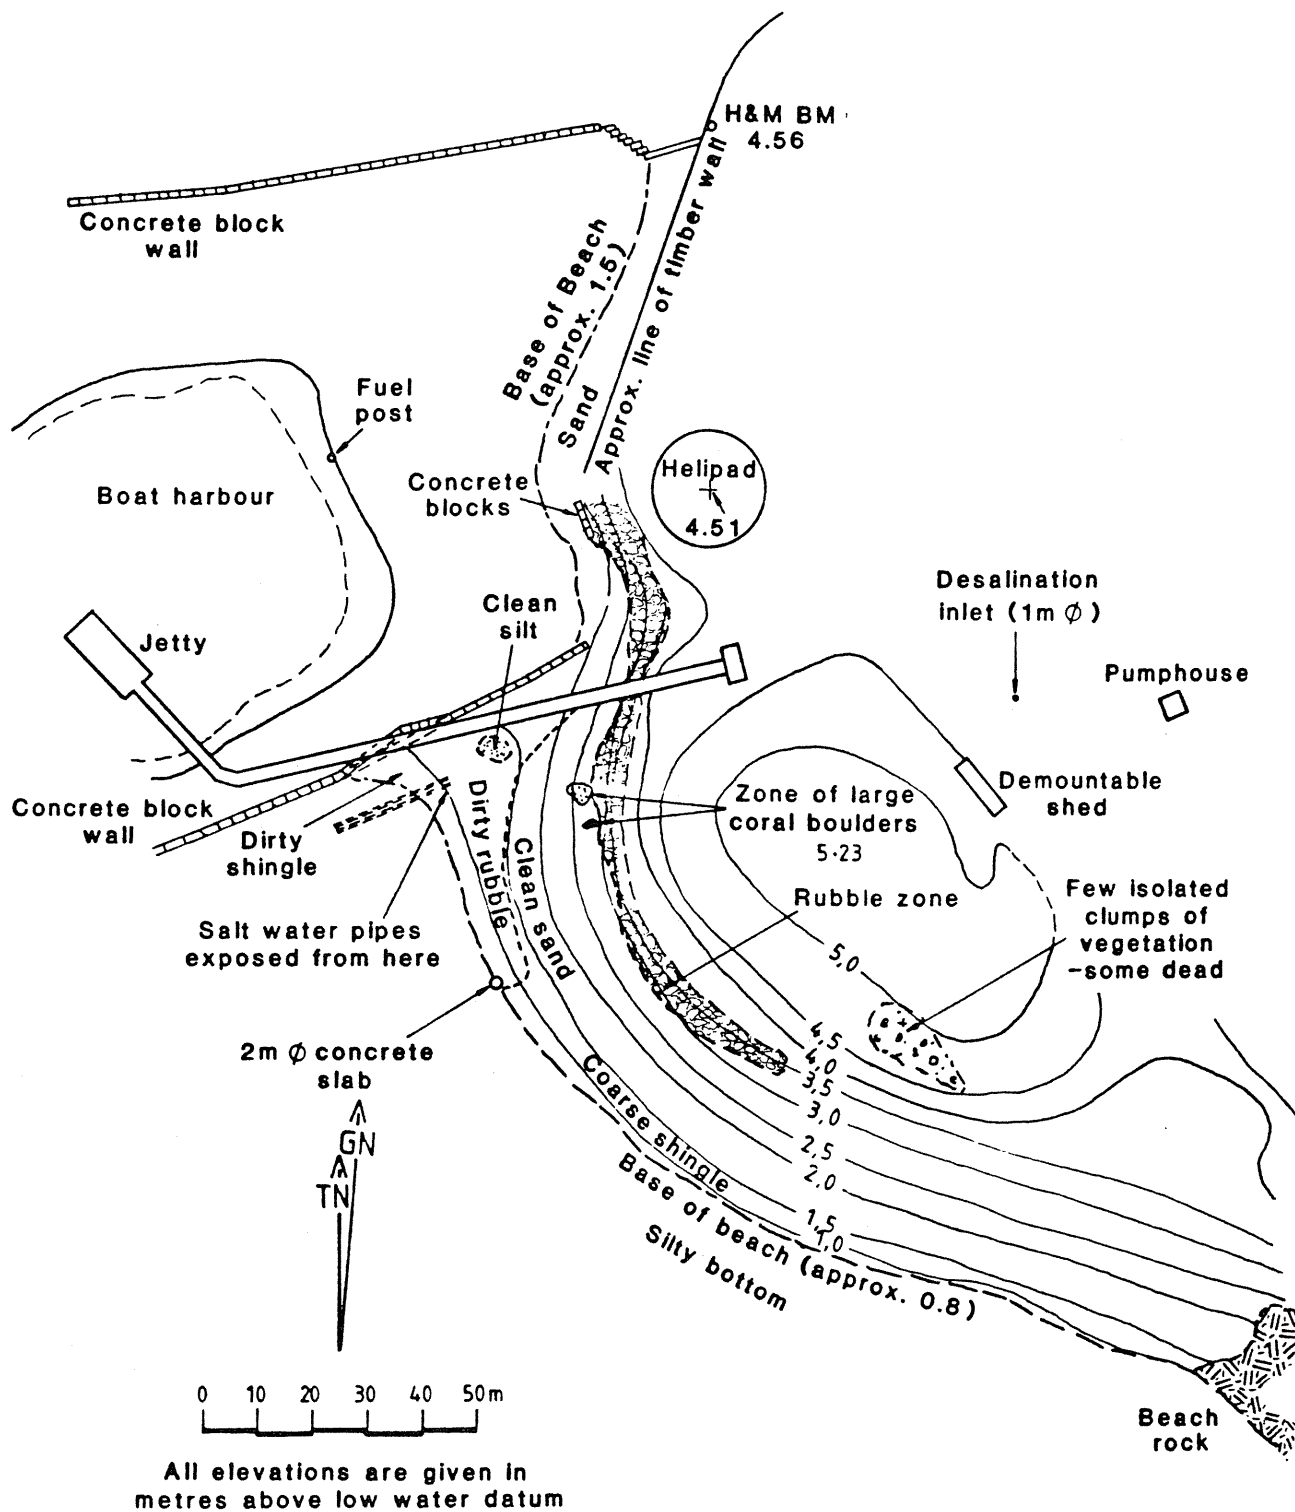 H&M BM
4.56
Concrete block
wall
Base of Beach
(approx. 1.5)
Sand
Approx. line of timber wall
Fuel
post
Boat harbour
Concrete
blocks
Helipad
4.51
Desalination
inlet (1m ∅)
Clean
silt
Jetty
Pumphouse
Concrete block
wall
Dirty
shingle
Dirty rubble
Clean sand
Zone of large
coral boulders
5·23
Demountable
shed
Rubble zone
Few isolated
clumps of
vegetation
-some dead
Salt water pipes
exposed from here
5,0
4,5
4,0
3,5
3,0
2,5
2,0
1,5
1,0
2m ∅ concrete
slab
Coarse shingle
Base of beach (approx. 0.8)
Silty bottom
GN
TN
0 10 20 30 40 50m
Beach
rock
All elevations are given in
metres above low water datum